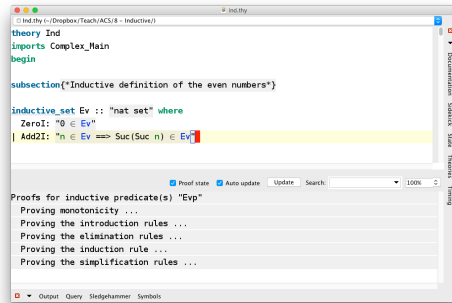 Ind.thy
Ind.thy (~/Dropbox/Teach/ACS/8 - Inductive/)
theory Ind
imports Complex_Main
begin
subsection{*Inductive definition of the even numbers*}
inductive_set Ev :: "nat set" where
ZeroI: "0 ∈ Ev"
| Add2I: "n ∈ Ev ==> Suc(Suc n) ∈ Ev"
Proof state Auto update Update Search: 100%
Proofs for inductive predicate(s) "Evp"
Proving monotonicity ...
Proving the introduction rules ...
Proving the elimination rules ...
Proving the induction rule ...
Proving the simplification rules ...
Output Query Sledgehammer Symbols
Documentation Sidekick State Theories Timing